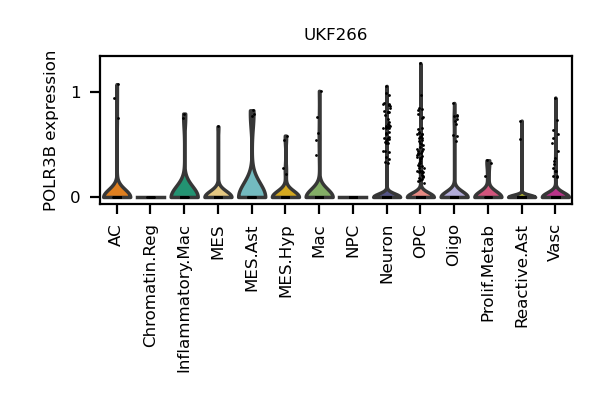 UKF266
POLR3B expression
1
0
AC
Chromatin.Reg
Inflammatory.Mac
MES
MES.Ast
MES.Hyp
Mac
NPC
Neuron
OPC
Oligo
Prolif.Metab
Reactive.Ast
Vasc